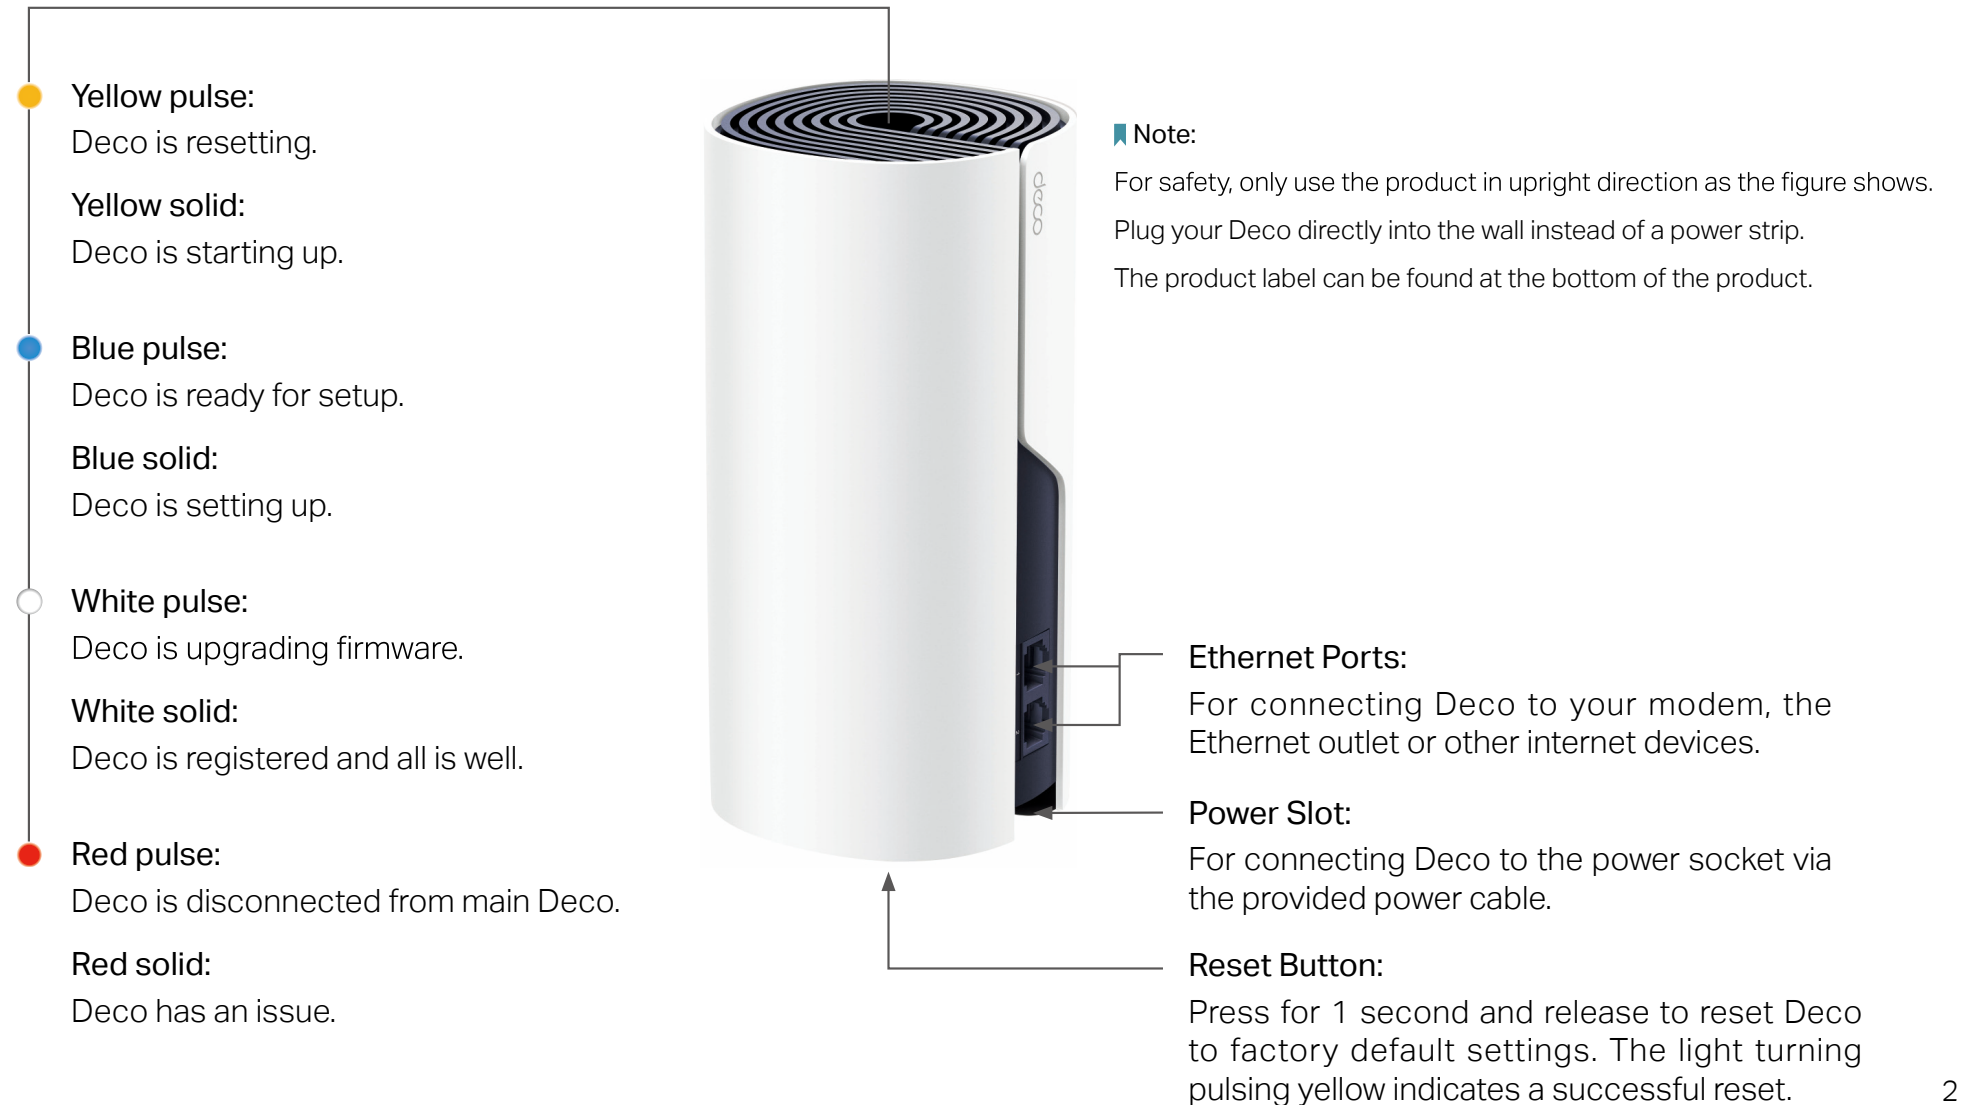 Yellow pulse:
Deco is resetting.
Yellow solid:
Deco is starting up.
Blue pulse:
Deco is ready for setup.
Blue solid:
Deco is setting up.
White pulse:
Deco is upgrading firmware.
White solid:
Deco is registered and all is well.
Red pulse:
Deco is disconnected from main Deco.
Red solid:
Deco has an issue.
deco
Note:
For safety, only use the product in upright direction as the figure shows.
Plug your Deco directly into the wall instead of a power strip.
The product label can be found at the bottom of the product.
Ethernet Ports:
For connecting Deco to your modem, the
Ethernet outlet or other internet devices.
Power Slot:
For connecting Deco to the power socket via
the provided power cable.
Reset Button:
Press for 1 second and release to reset Deco
to factory default settings. The light turning
pulsing yellow indicates a successful reset.
2